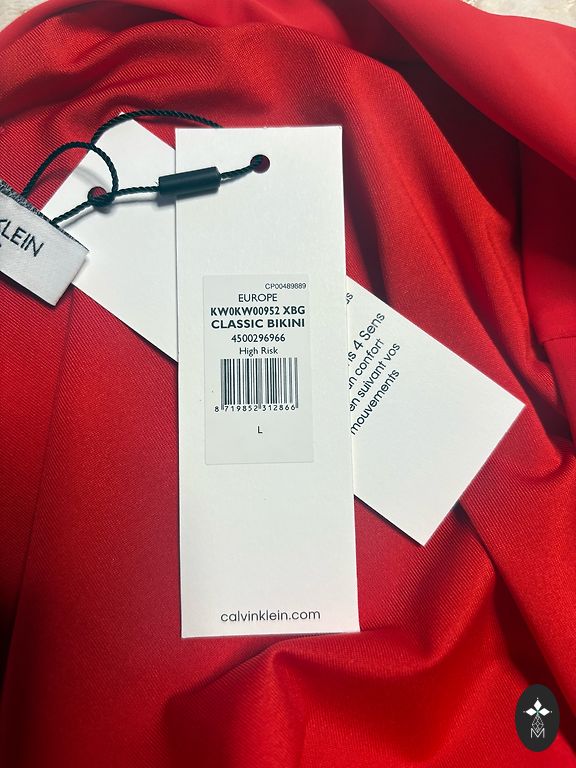 KLEIN
CP00489889
EUROPE
KW0KW00952 XBG
CLASSIC BIKINI
4500296966
High Risk
8 719852 312866
L
4 Sens
confort
en suivant vos
mouvements
calvinklein.com
M